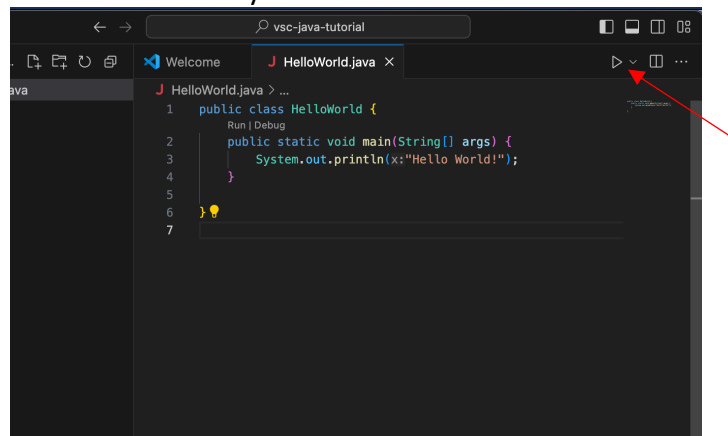 vsc-java-tutorial
Welcome
J HelloWorld.java
ava
J HelloWorld.java > ...
1 public class HelloWorld {
Run | Debug
2 public static void main(String[] args) {
3 System.out.println(x:"Hello World!");
4 }
5
6 }
7